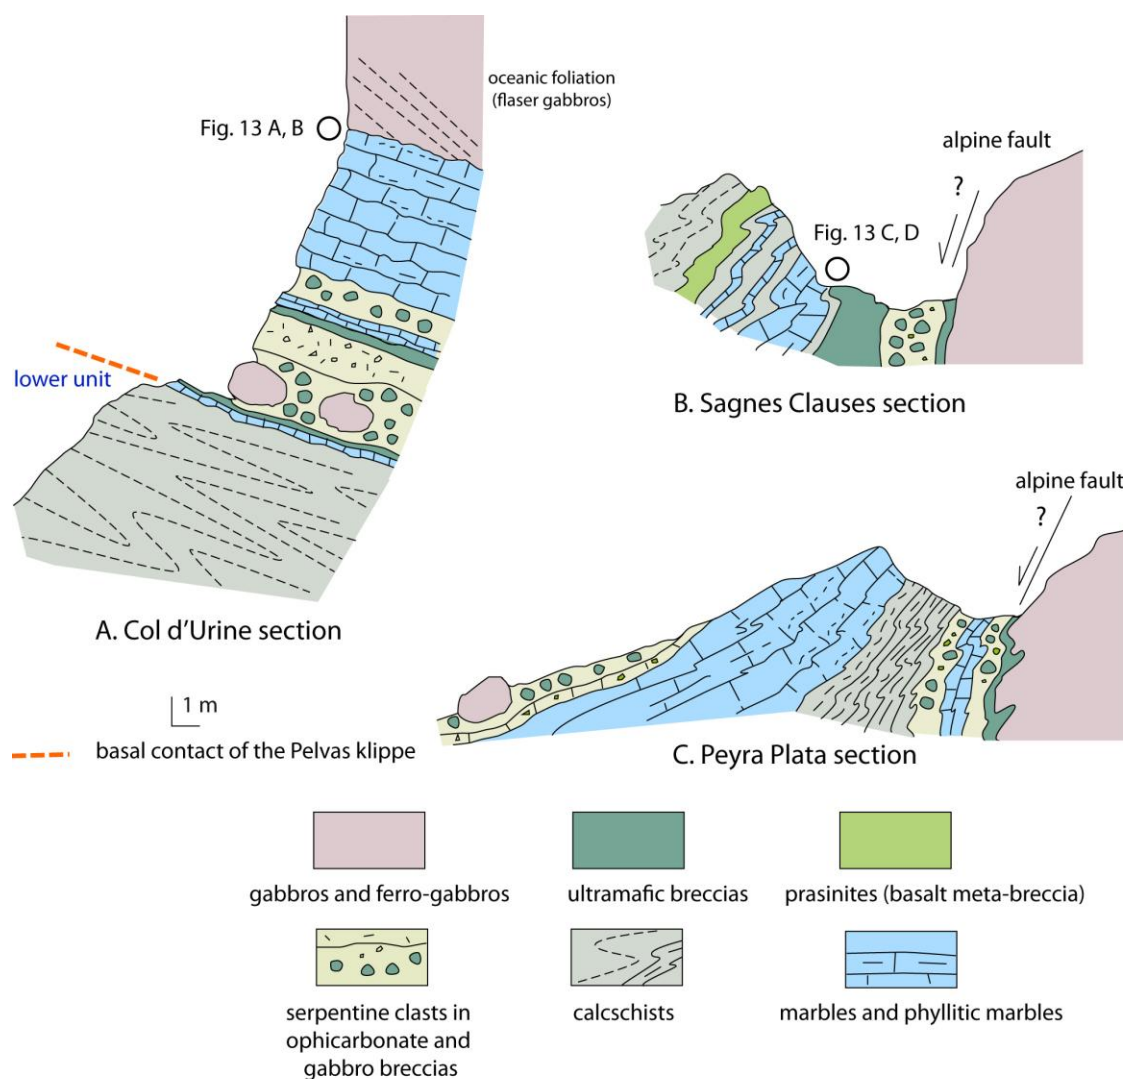 oceanic foliation
(flaser gabbros)
Fig. 13 A, B
alpine fault
?
Fig. 13 C, D
lower unit
B. Sagnes Clauses section
alpine fault
?
A. Col d'Urine section
1 m
basal contact of the Pelvas klippe
C. Peyra Plata section
gabbros and ferro-gabbros
ultramafic breccias
prasinites (basalt meta-breccia)
serpentine clasts in
ophicarbonate and
gabbro breccias
calcschists
marbles and phyllitic marbles